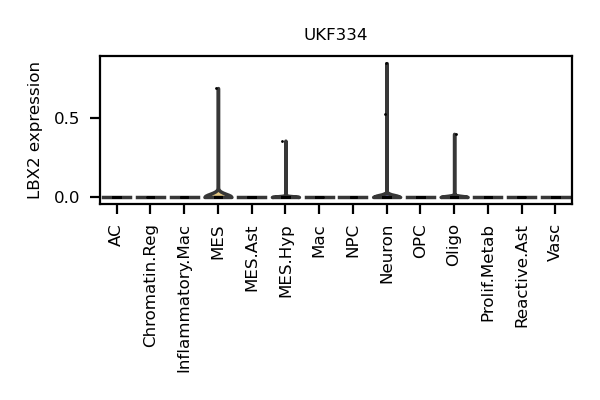 UKF334
LBX2 expression
0.5
0.0
AC
Chromatin.Reg
Inflammatory.Mac
MES
MES.Ast
MES.Hyp
Mac
NPC
Neuron
OPC
Oligo
Prolif.Metab
Reactive.Ast
Vasc